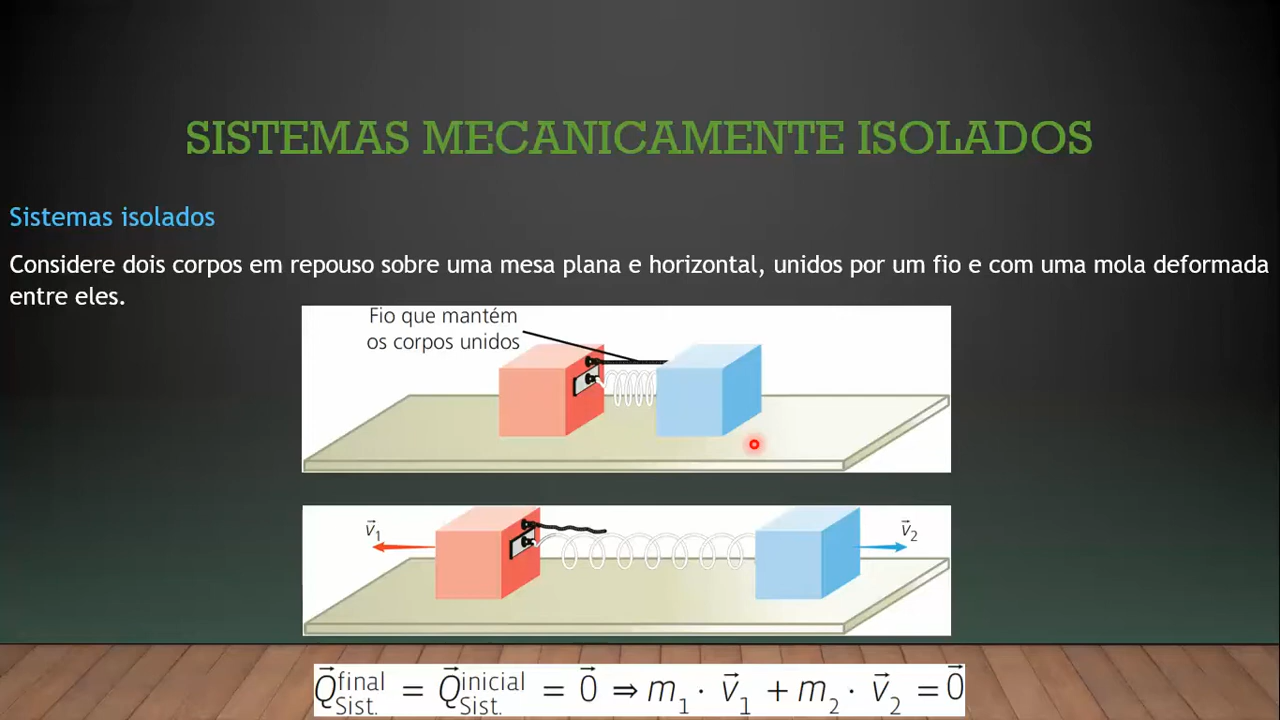 SISTEMAS MECANICAMENTE ISOLADOS
Sistemas isolados
Considere dois corpos em repouso sobre uma mesa plana e horizontal, unidos por um fio e com uma mola deformada
entre eles.
Fio que mantém
os corpos unidos
v⃗₁
v⃗₂
Q⃗ final Sist. = Q⃗ inicial Sist. = 0⃗ ⇒ m₁ · v⃗₁ + m₂ · v⃗₂ = 0⃗